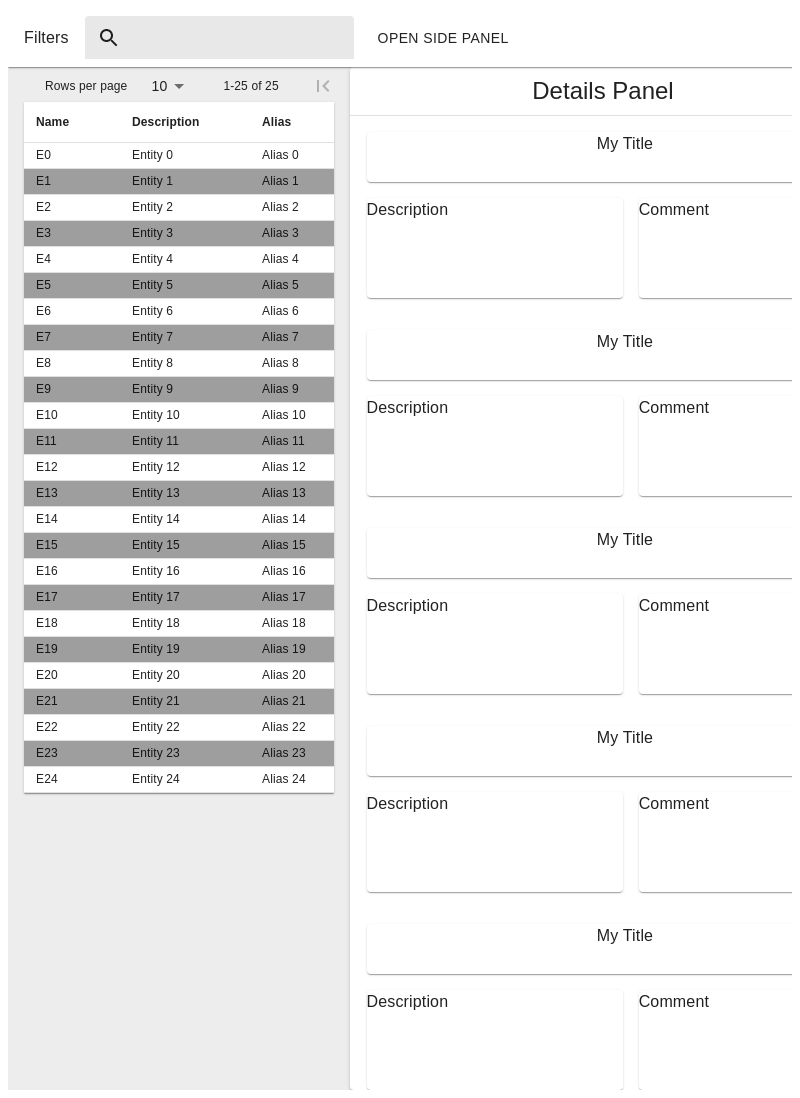 Filters OPEN SIDE PANEL
Rows per page 10 1-25 of 25
Name Description Alias
E0 Entity 0 Alias 0
E1 Entity 1 Alias 1
E2 Entity 2 Alias 2
E3 Entity 3 Alias 3
E4 Entity 4 Alias 4
E5 Entity 5 Alias 5
E6 Entity 6 Alias 6
E7 Entity 7 Alias 7
E8 Entity 8 Alias 8
E9 Entity 9 Alias 9
E10 Entity 10 Alias 10
E11 Entity 11 Alias 11
E12 Entity 12 Alias 12
E13 Entity 13 Alias 13
E14 Entity 14 Alias 14
E15 Entity 15 Alias 15
E16 Entity 16 Alias 16
E17 Entity 17 Alias 17
E18 Entity 18 Alias 18
E19 Entity 19 Alias 19
E20 Entity 20 Alias 20
E21 Entity 21 Alias 21
E22 Entity 22 Alias 22
E23 Entity 23 Alias 23
E24 Entity 24 Alias 24
Details Panel
My Title
Description Comment
My Title
Description Comment
My Title
Description Comment
My Title
Description Comment
My Title
Description Comment